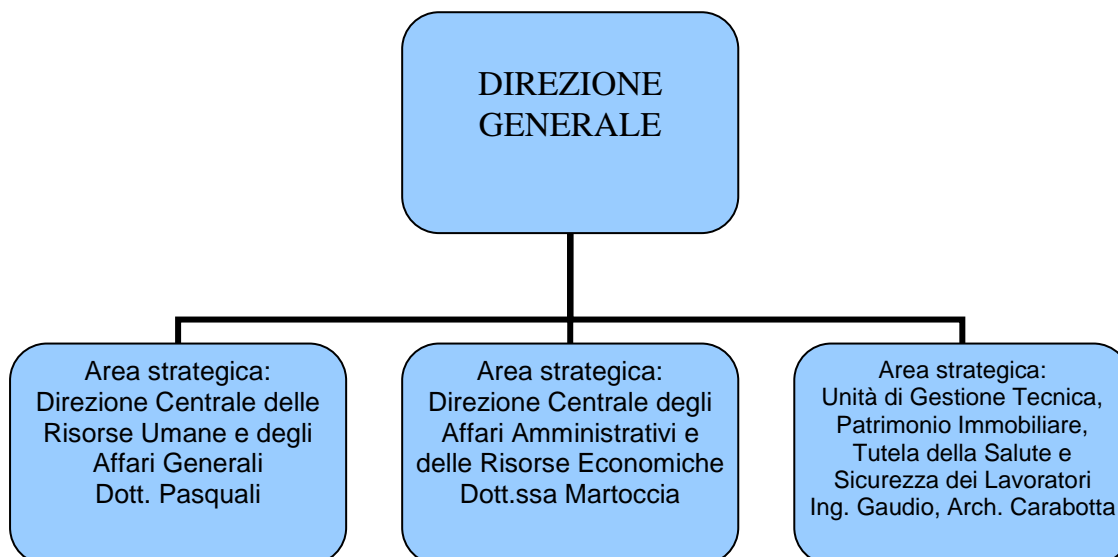 DIREZIONE
GENERALE
Area strategica:
Direzione Centrale delle
Risorse Umane e degli
Affari Generali
Dott. Pasquali
Area strategica:
Direzione Centrale degli
Affari Amministrativi e
delle Risorse Economiche
Dott.ssa Martoccia
Area strategica:
Unità di Gestione Tecnica,
Patrimonio Immobiliare,
Tutela della Salute e
Sicurezza dei Lavoratori
Ing. Gaudio, Arch. Carabotta